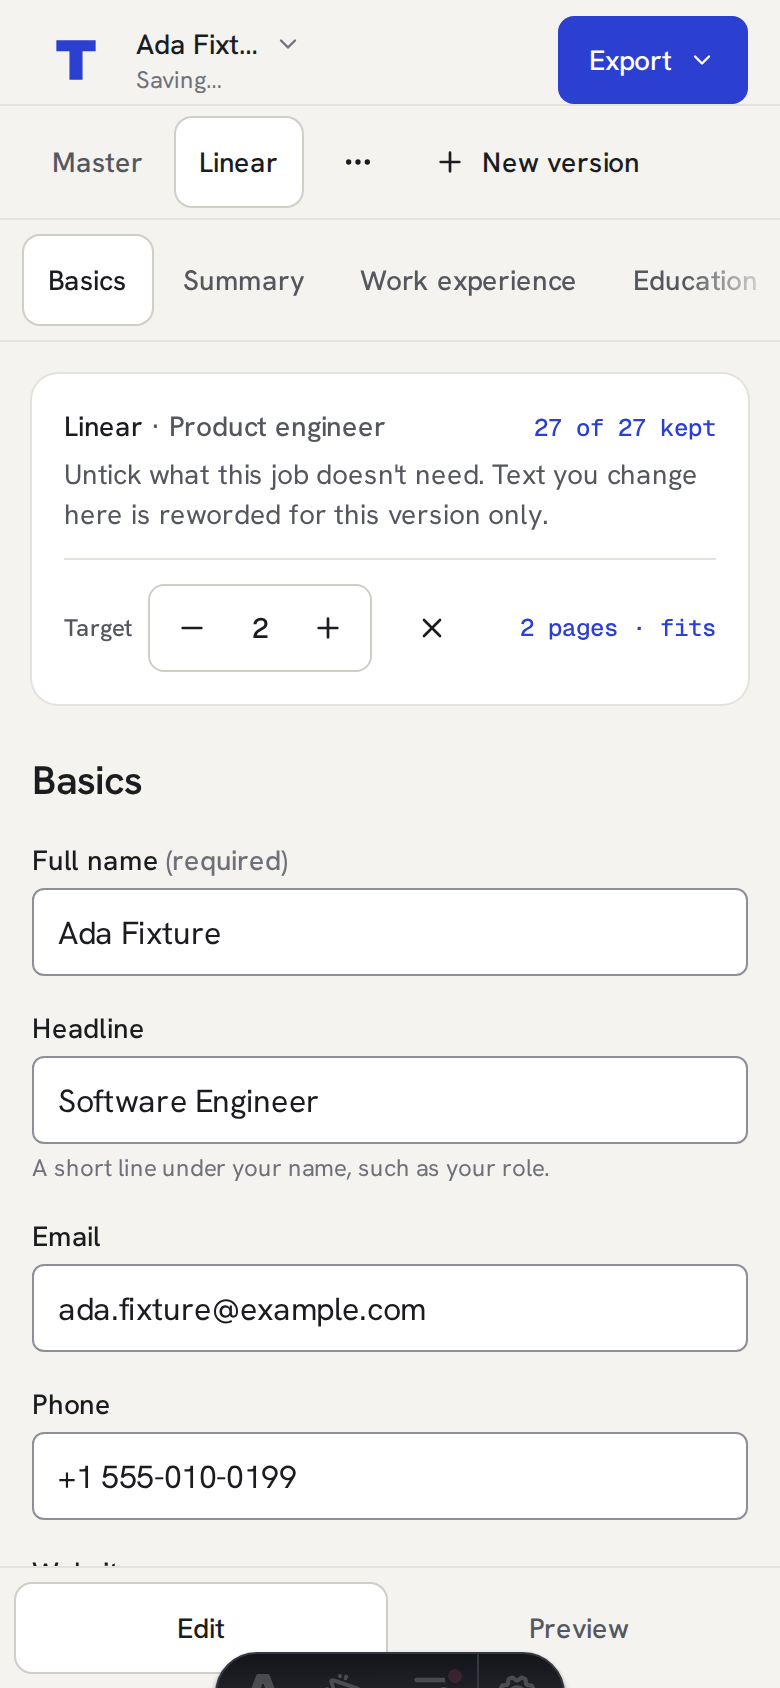 T
Ada Fixt...
Export
Saving...
Master
Linear
New version
Basics
Summary
Work experience
Education
Linear · Product engineer
27 of 27 kept
Untick what this job doesn't need. Text you change
here is reworded for this version only.
Target
2
2 pages · fits
Basics
Full name (required)
Ada Fixture
Headline
Software Engineer
A short line under your name, such as your role.
Email
ada.fixture@example.com
Phone
+1 555-010-0199
Edit
Preview